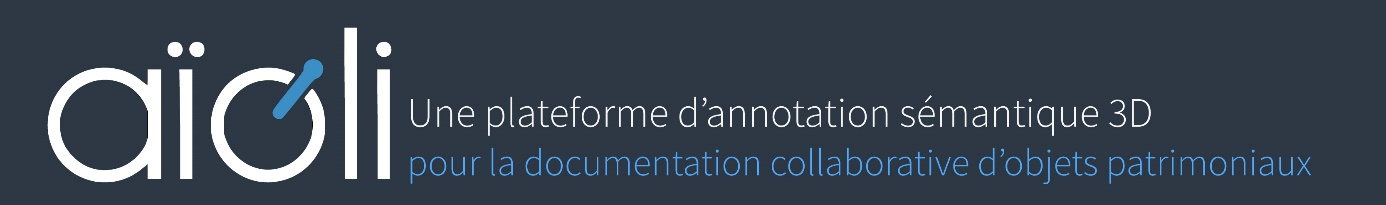 aïoli
Une plateforme d’annotation sémantique 3D
pour la documentation collaborative d’objets patrimoniaux